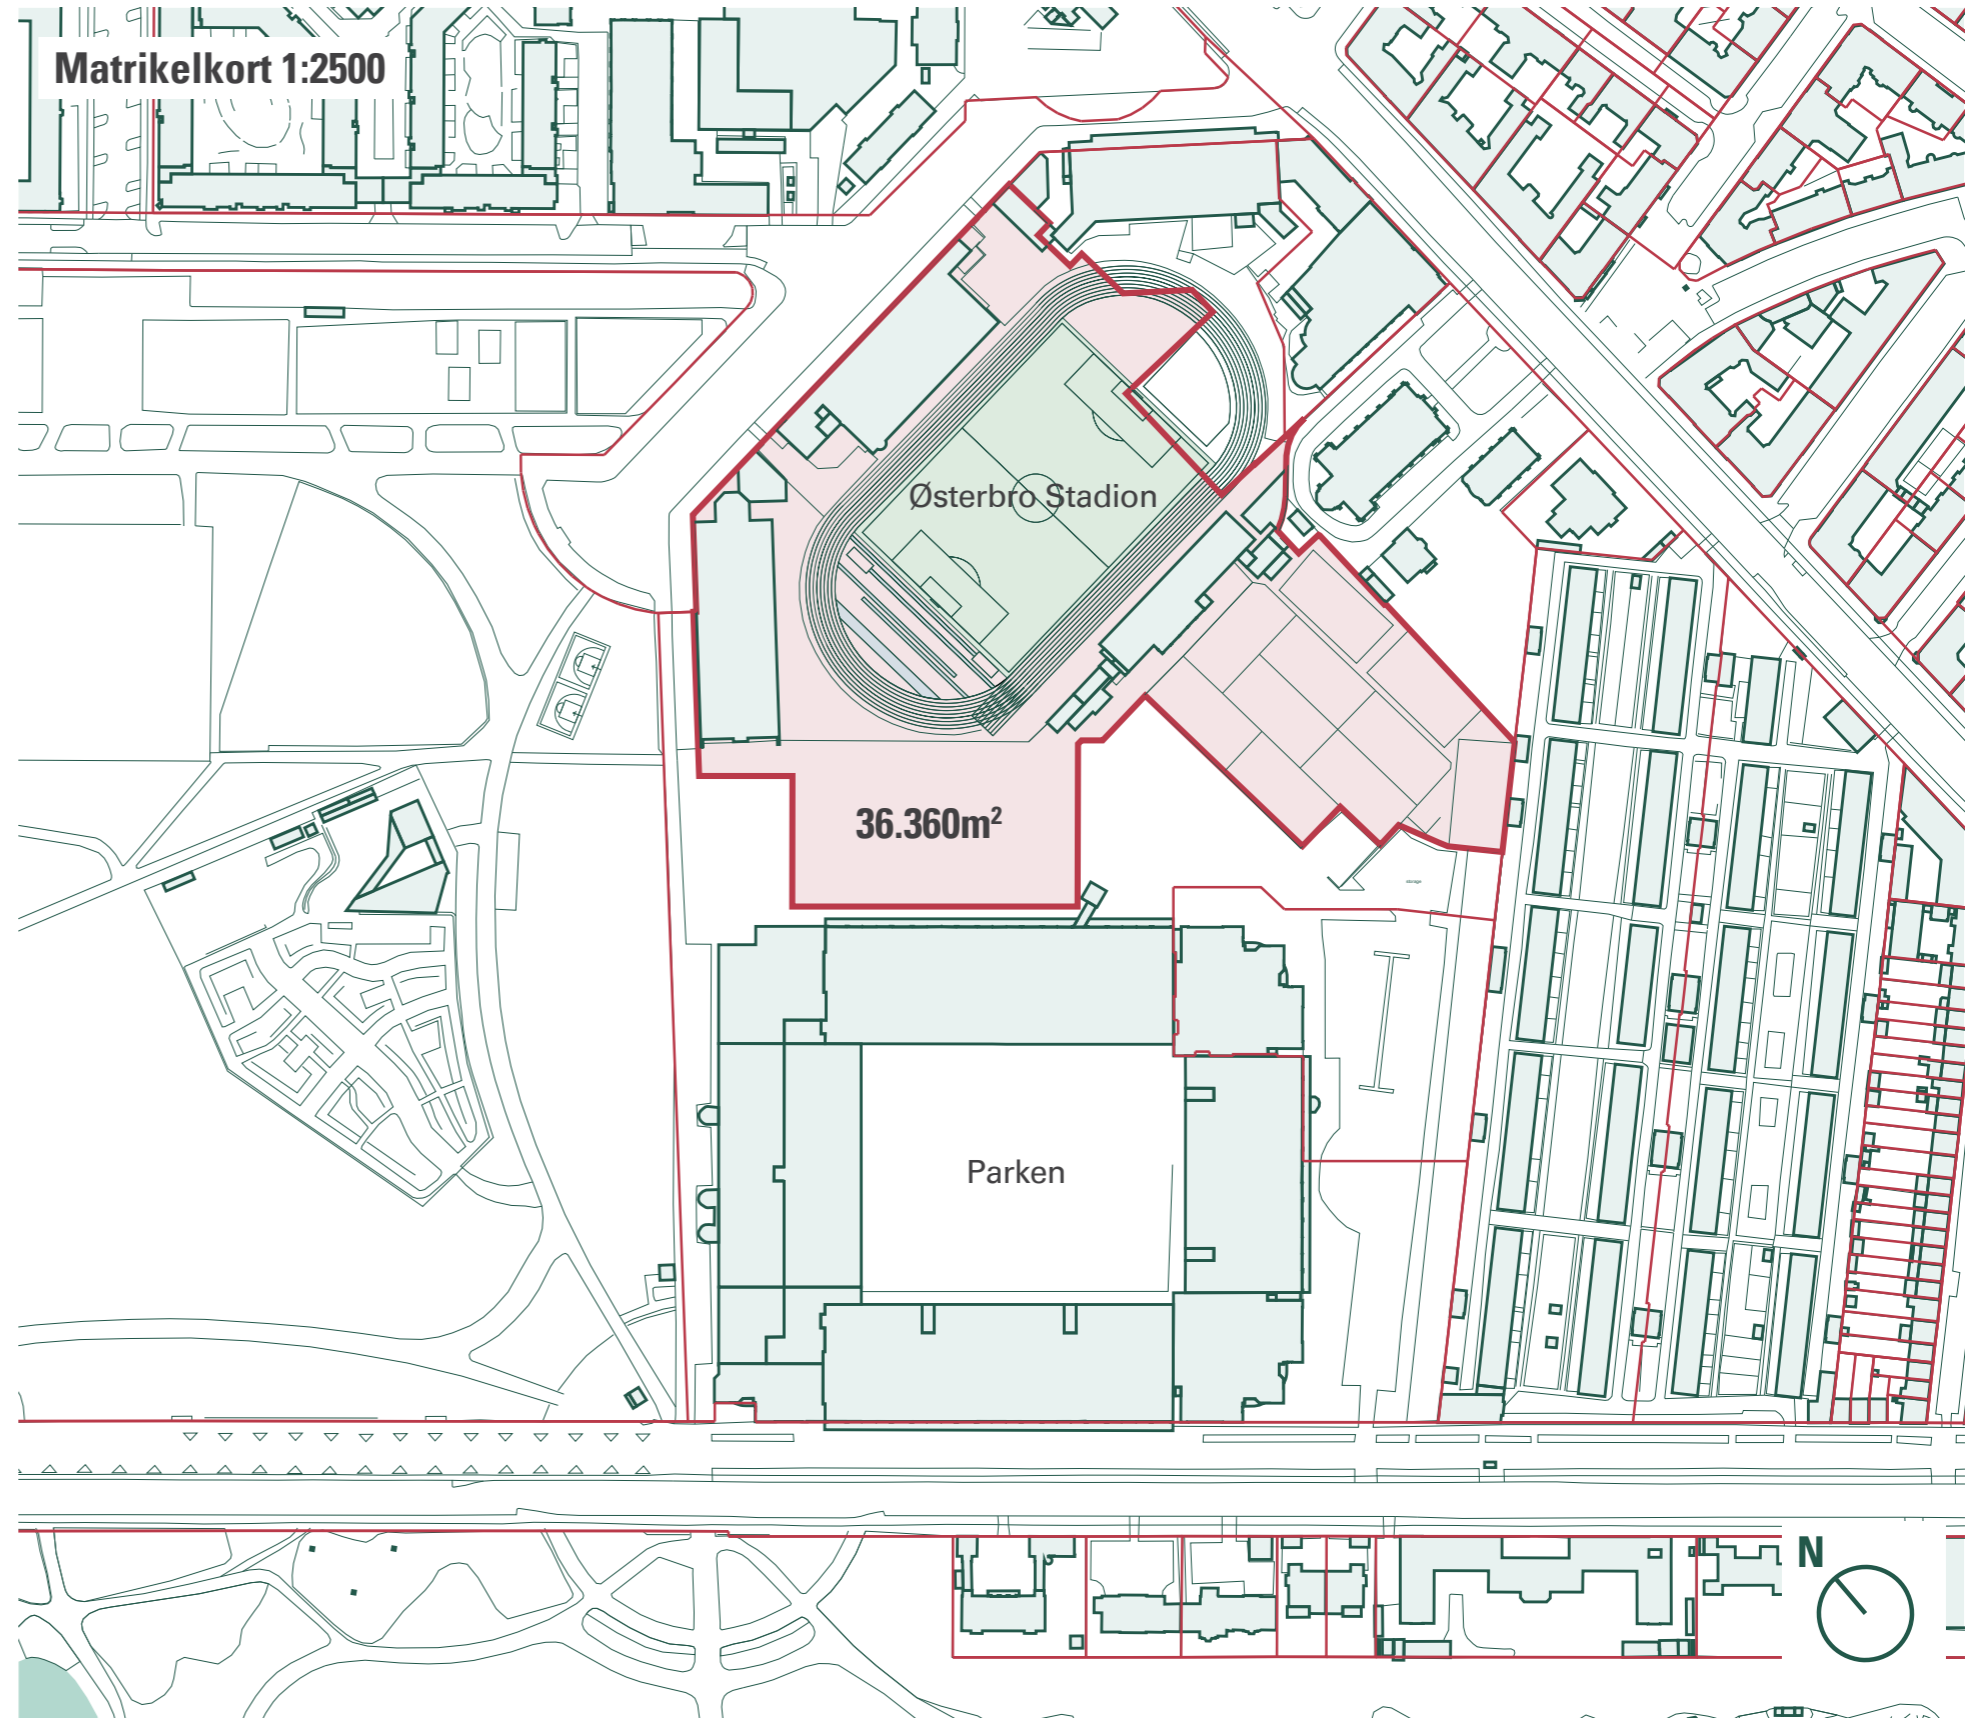 Matrikelkort 1:2500
Østerbro Stadion
36.360m²
Parken
N